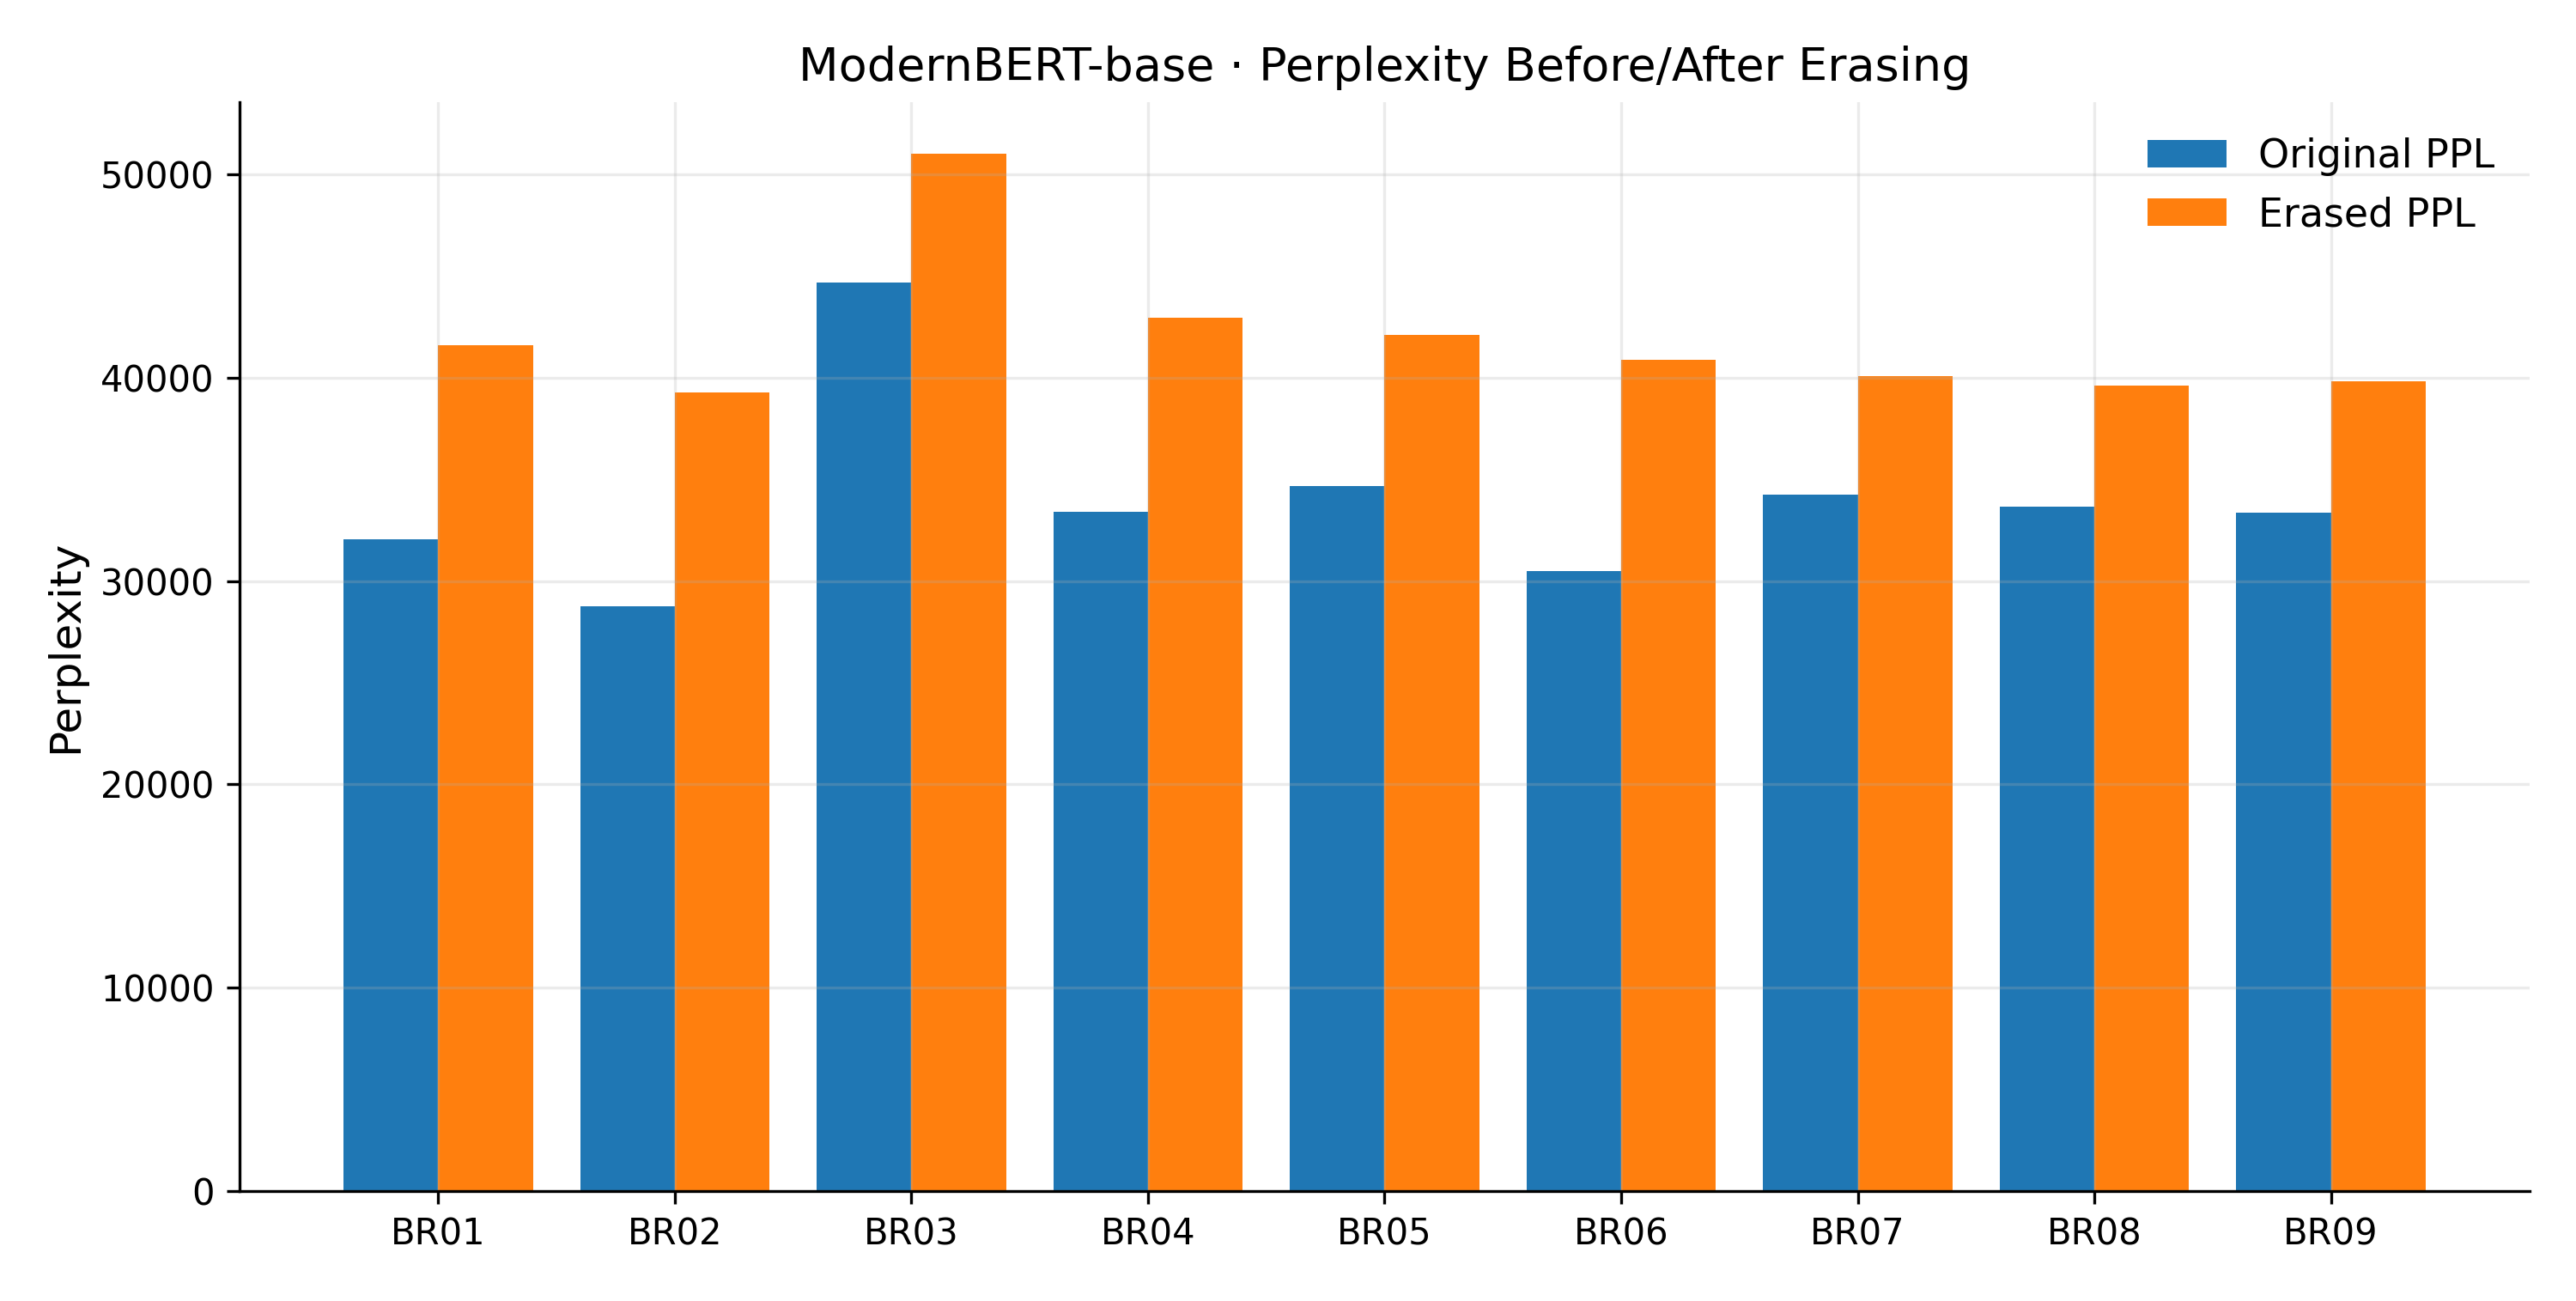 ModernBERT-base · Perplexity Before/After Erasing
Original PPL
Erased PPL
Perplexity
50000
40000
30000
20000
10000
0
BR01 BR02 BR03 BR04 BR05 BR06 BR07 BR08 BR09